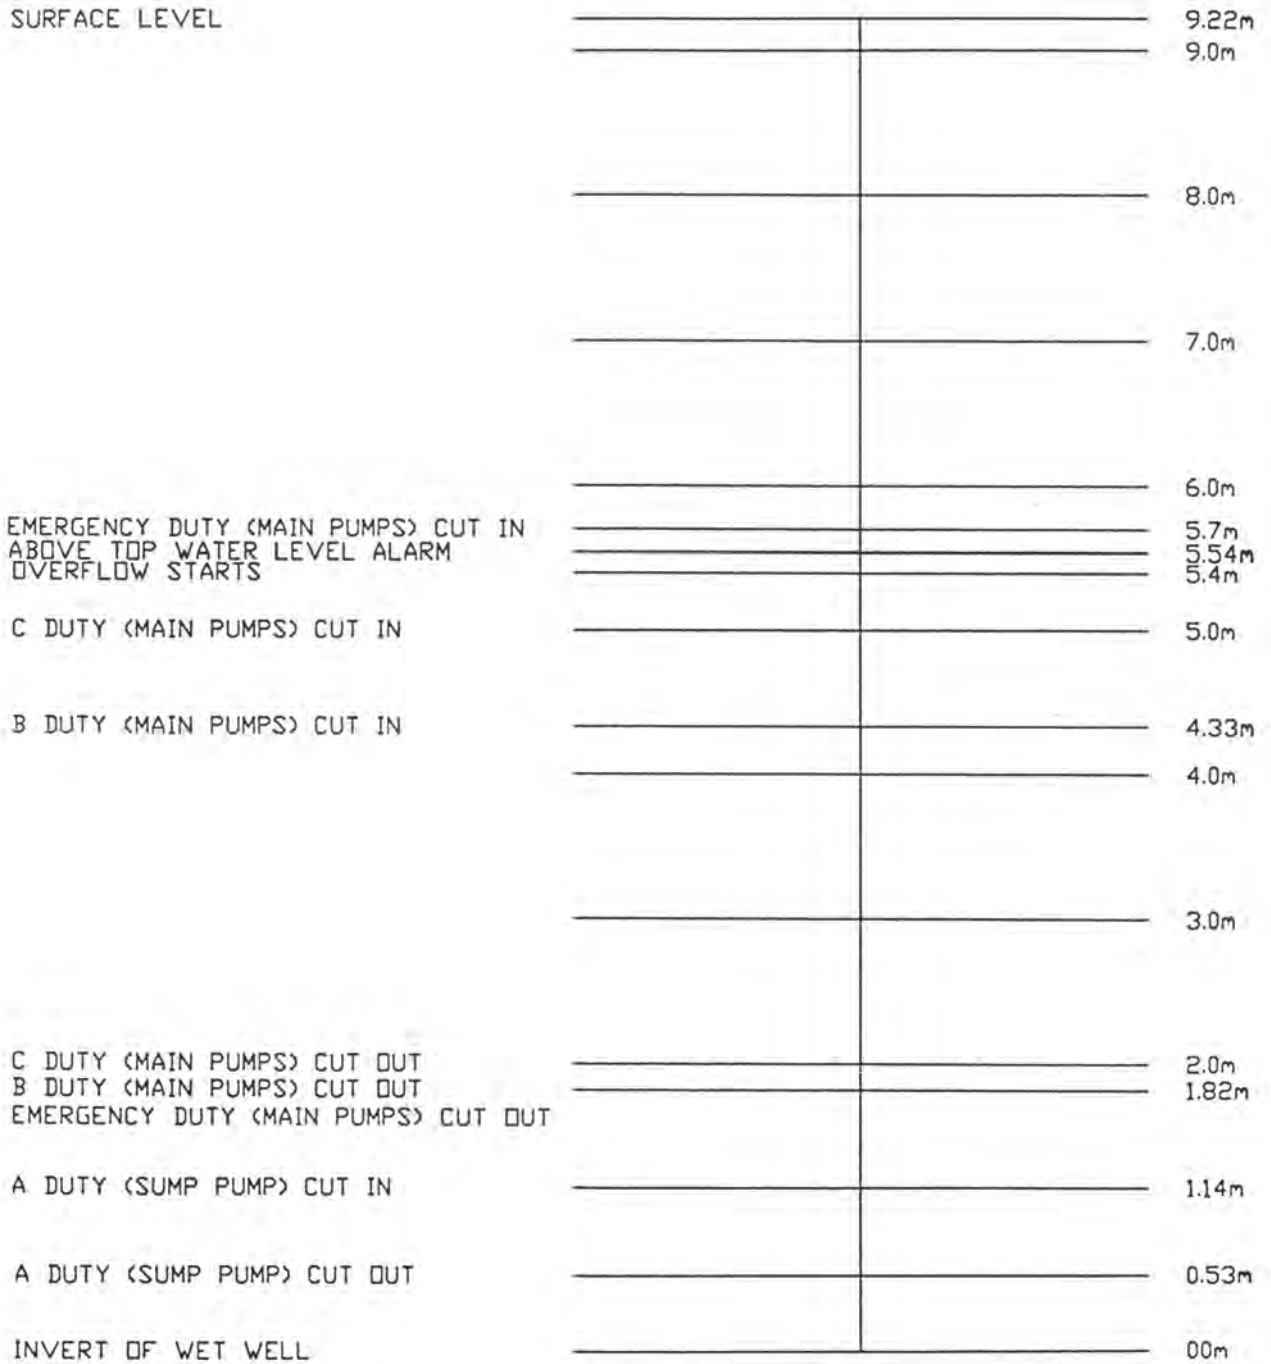 SURFACE LEVEL 9.22m
9.0m
8.0m
7.0m
6.0m
EMERGENCY DUTY (MAIN PUMPS) CUT IN 5.7m
ABOVE TOP WATER LEVEL ALARM 5.54m
OVERFLOW STARTS 5.4m
C DUTY (MAIN PUMPS) CUT IN 5.0m
B DUTY (MAIN PUMPS) CUT IN 4.33m
4.0m
3.0m
C DUTY (MAIN PUMPS) CUT OUT 2.0m
B DUTY (MAIN PUMPS) CUT OUT 1.82m
EMERGENCY DUTY (MAIN PUMPS) CUT OUT
A DUTY (SUMP PUMP) CUT IN 1.14m
A DUTY (SUMP PUMP) CUT OUT 0.53m
INVERT OF WET WELL 00m